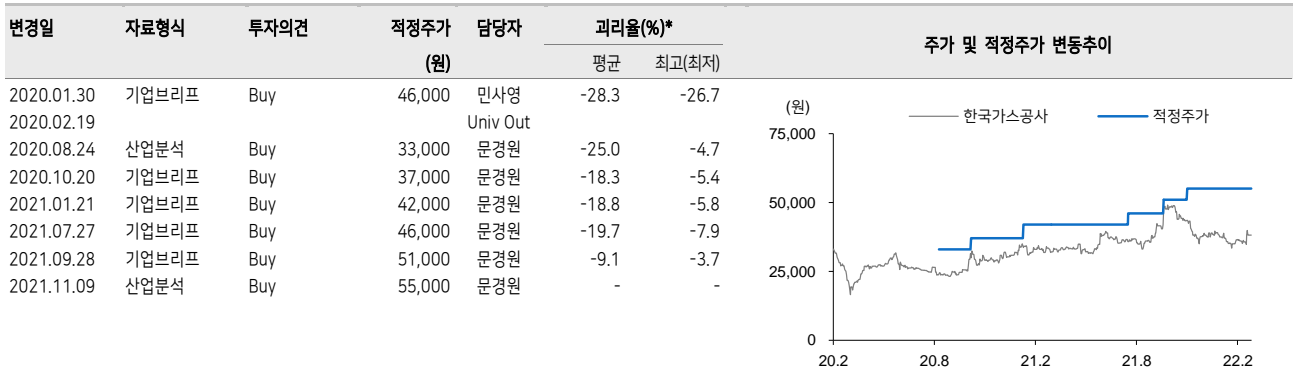 변경일 자료형식 투자의견 적정주가 담당자 괴리율(%)* 주가 및 적정주가 변동추이
(원) 평균 최고(최저)
2020.01.30 기업브리프 Buy 46,000 민사영 -28.3 -26.7
2020.02.19 Univ Out
2020.08.24 산업분석 Buy 33,000 문경원 -25.0 -4.7
2020.10.20 기업브리프 Buy 37,000 문경원 -18.3 -5.4
2021.01.21 기업브리프 Buy 42,000 문경원 -18.8 -5.8
2021.07.27 기업브리프 Buy 46,000 문경원 -19.7 -7.9
2021.09.28 기업브리프 Buy 51,000 문경원 -9.1 -3.7
2021.11.09 산업분석 Buy 55,000 문경원 - -
(원)
한국가스공사 적정주가
75,000
50,000
25,000
0
20.2 20.8 21.2 21.8 22.2